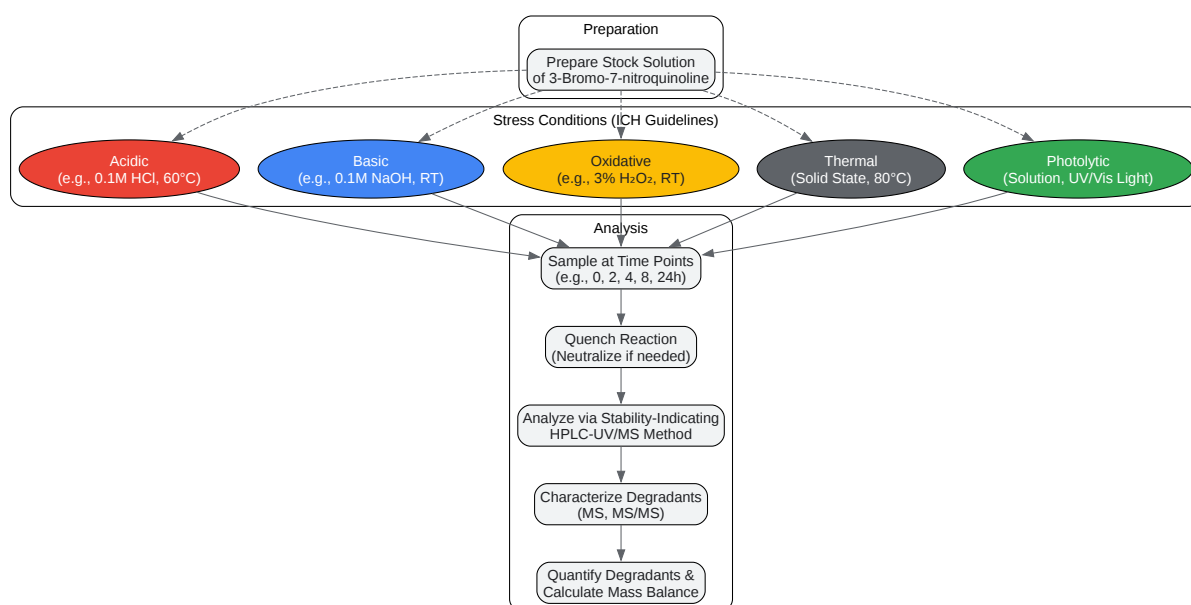 Preparation
Prepare Stock Solution
of 3-Bromo-7-nitroquinoline
Stress Conditions (ICH Guidelines)
Acidic
(e.g., 0.1M HCl, 60°C)
Basic
(e.g., 0.1M NaOH, RT)
Oxidative
(e.g., 3% H₂O₂, RT)
Thermal
(Solid State, 80°C)
Photolytic
(Solution, UV/Vis Light)
Analysis
Sample at Time Points
(e.g., 0, 2, 4, 8, 24h)
Quench Reaction
(Neutralize if needed)
Analyze via Stability-Indicating
HPLC-UV/MS Method
Characterize Degradants
(MS, MS/MS)
Quantify Degradants &
Calculate Mass Balance